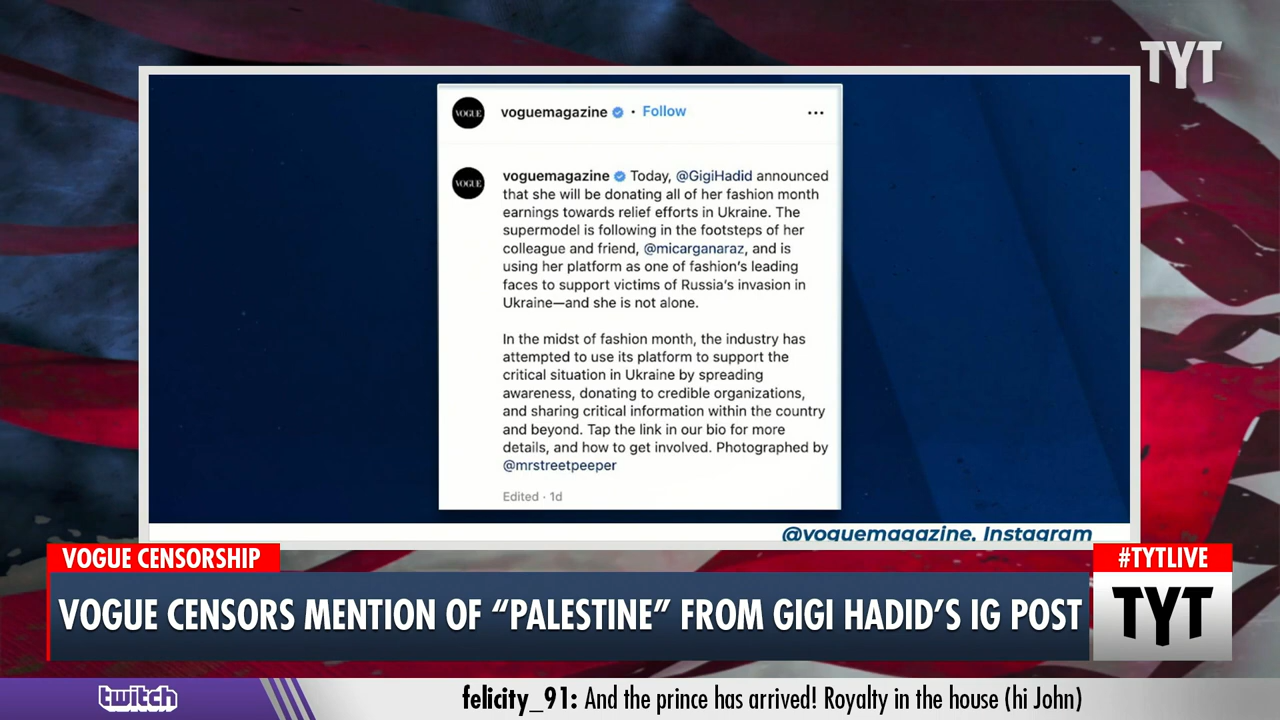 TYT
VOGUE
voguemagazine • Follow
...
VOGUE
voguemagazine Today, @GigiHadid announced
that she will be donating all of her fashion month
earnings towards relief efforts in Ukraine. The
supermodel is following in the footsteps of her
colleague and friend, @micarganaraz, and is
using her platform as one of fashion's leading
faces to support victims of Russia's invasion in
Ukraine—and she is not alone.
In the midst of fashion month, the industry has
attempted to use its platform to support the
critical situation in Ukraine by spreading
awareness, donating to credible organizations,
and sharing critical information within the country
and beyond. Tap the link in our bio for more
details, and how to get involved. Photographed by
@mrstreetpeeper
Edited · 1d
@voguemagazine, Instagram
VOGUE CENSORSHIP
#TYTLIVE
VOGUE CENSORS MENTION OF “PALESTINE” FROM GIGI HADID’S IG POST
TYT
twitch
felicity_91: And the prince has arrived! Royalty in the house (hi John)